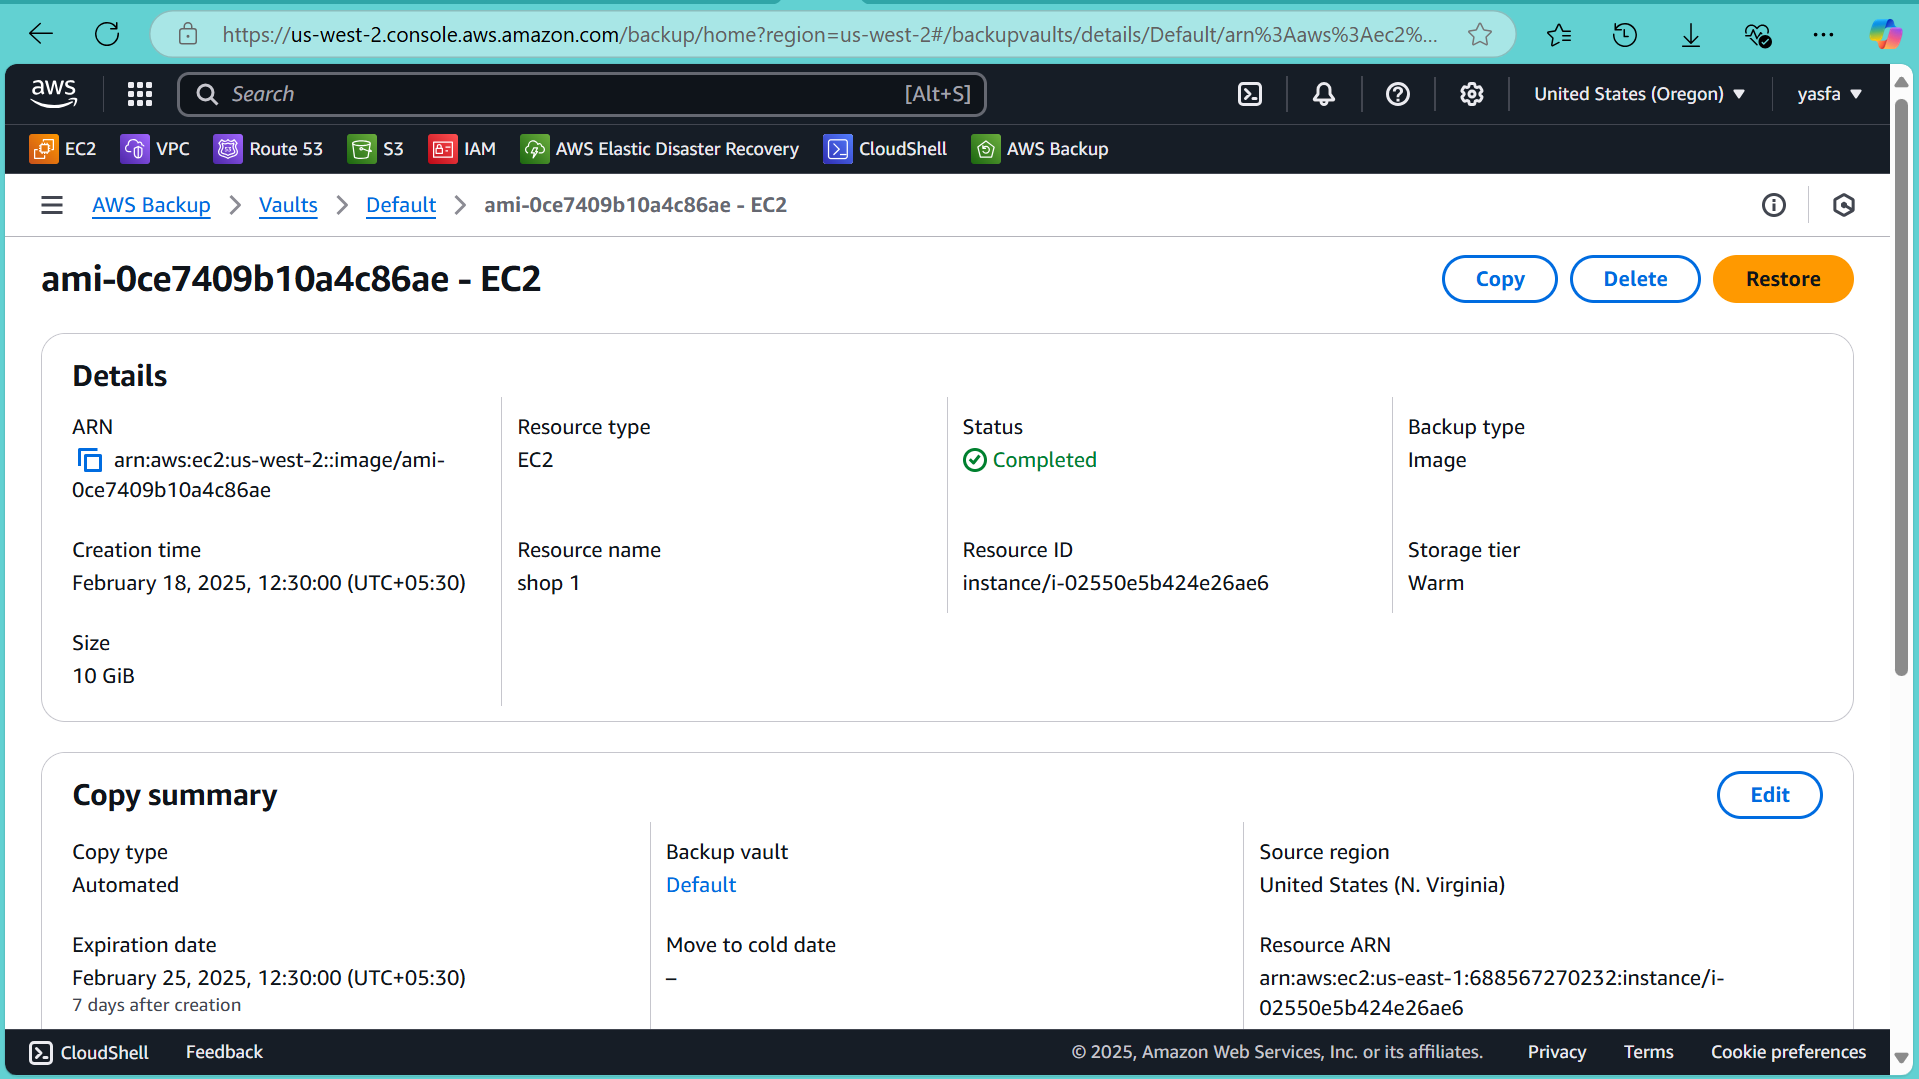 https://us-west-2.console.aws.amazon.com/backup/home?region=us-west-2#/backupvaults/details/Default/arn%3Aaws%3Aec2%...
aws
Search [Alt+S]
United States (Oregon)
yasfa
EC2 VPC Route 53 S3 IAM AWS Elastic Disaster Recovery CloudShell AWS Backup
AWS Backup > Vaults > Default > ami-0ce7409b10a4c86ae - EC2
ami-0ce7409b10a4c86ae - EC2
Copy Delete Restore
Details
ARN
arn:aws:ec2:us-west-2::image/ami-
0ce7409b10a4c86ae
Resource type
EC2
Status
Completed
Backup type
Image
Creation time
February 18, 2025, 12:30:00 (UTC+05:30)
Resource name
shop 1
Resource ID
instance/i-02550e5b424e26ae6
Storage tier
Warm
Size
10 GiB
Copy summary
Edit
Copy type
Automated
Backup vault
Default
Source region
United States (N. Virginia)
Expiration date
February 25, 2025, 12:30:00 (UTC+05:30)
7 days after creation
Move to cold date
–
Resource ARN
arn:aws:ec2:us-east-1:688567270232:instance/i-
02550e5b424e26ae6
CloudShell Feedback © 2025, Amazon Web Services, Inc. or its affiliates. Privacy Terms Cookie preferences